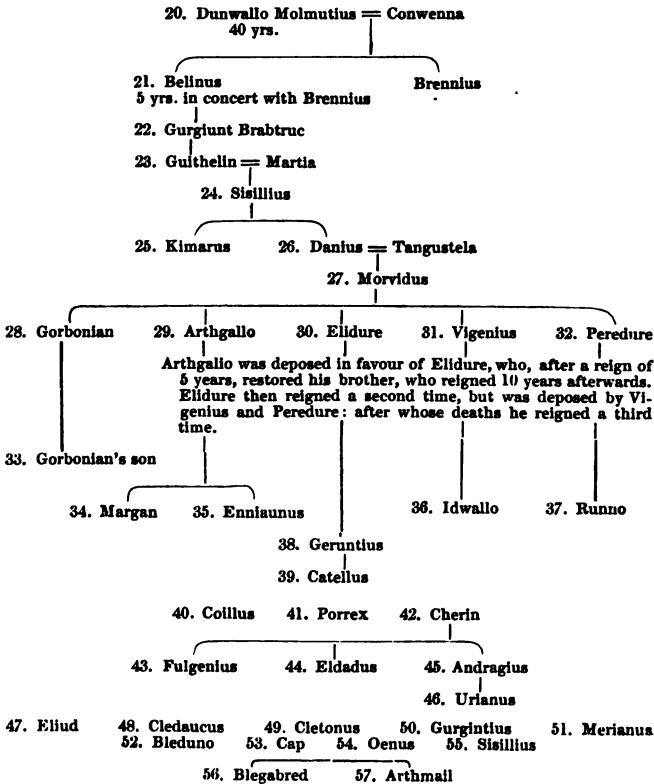 20. Dunwallo Molmutius = Conwenna
40 yrs.
21. Belinus Brennius
5 yrs. in concert with Brennius
22. Gurgiunt Brabtruc
23. Guithelin = Martia
24. Sisillius
25. Kimarus 26. Danius = Tangustela
27. Morvidus
28. Gorbonian 29. Arthgallo 30. Elidure 31. Vigenius 32. Peredure
Arthgallo was deposed in favour of Elidure, who, after a reign of
5 years, restored his brother, who reigned 10 years afterwards.
Elidure then reigned a second time, but was deposed by Vi-
genius and Peredure: after whose deaths he reigned a third
time.
33. Gorbonian's son
34. Margan 35. Enniaunus 36. Idwallo 37. Runno
38. Geruntius
39. Catellus
40. Coillus 41. Porrex 42. Cherin
43. Fulgenius 44. Eldadus 45. Andragius
46. Urianus
47. Eliud 48. Cledaucus 49. Cletonus 50. Gurgintius 51. Merianus
52. Bleduno 53. Cap 54. Oenus 55. Sisillius
56. Blegabred 57. Arthmail